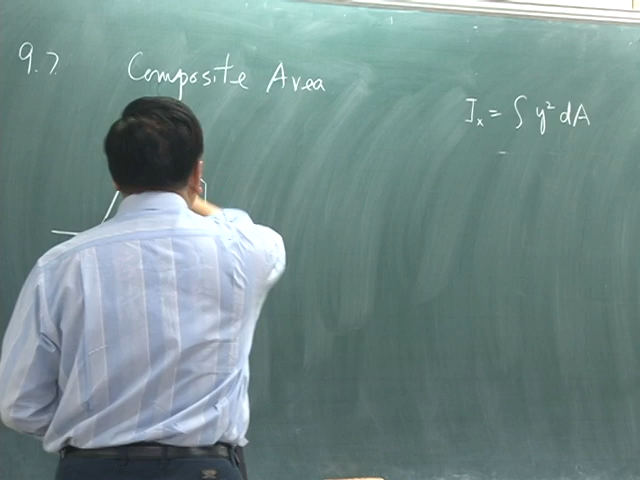 9.7 Composite Area
Iₓ = ∫ y² dA